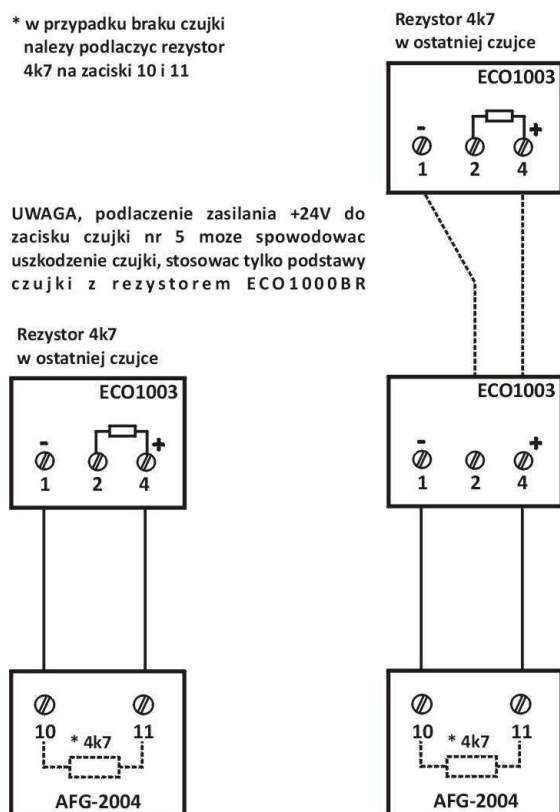 * w przypadku braku czujki
nalezy podlaczyc rezystor
4k7 na zaciski 10 i 11
UWAGA, podlaczenie zasilania +24V do
zacisku czujki nr 5 moze spowodowac
uszkodzenie czujki, stosowac tylko podstawy
czujki z rezystorem ECO1000BR
Rezystor 4k7
w ostatniej czujce
ECO1003
- +
1 2 4
10 11
* 4k7
AFG-2004
Rezystor 4k7
w ostatniej czujce
ECO1003
- +
1 2 4
ECO1003
- +
1 2 4
10 11
* 4k7
AFG-2004